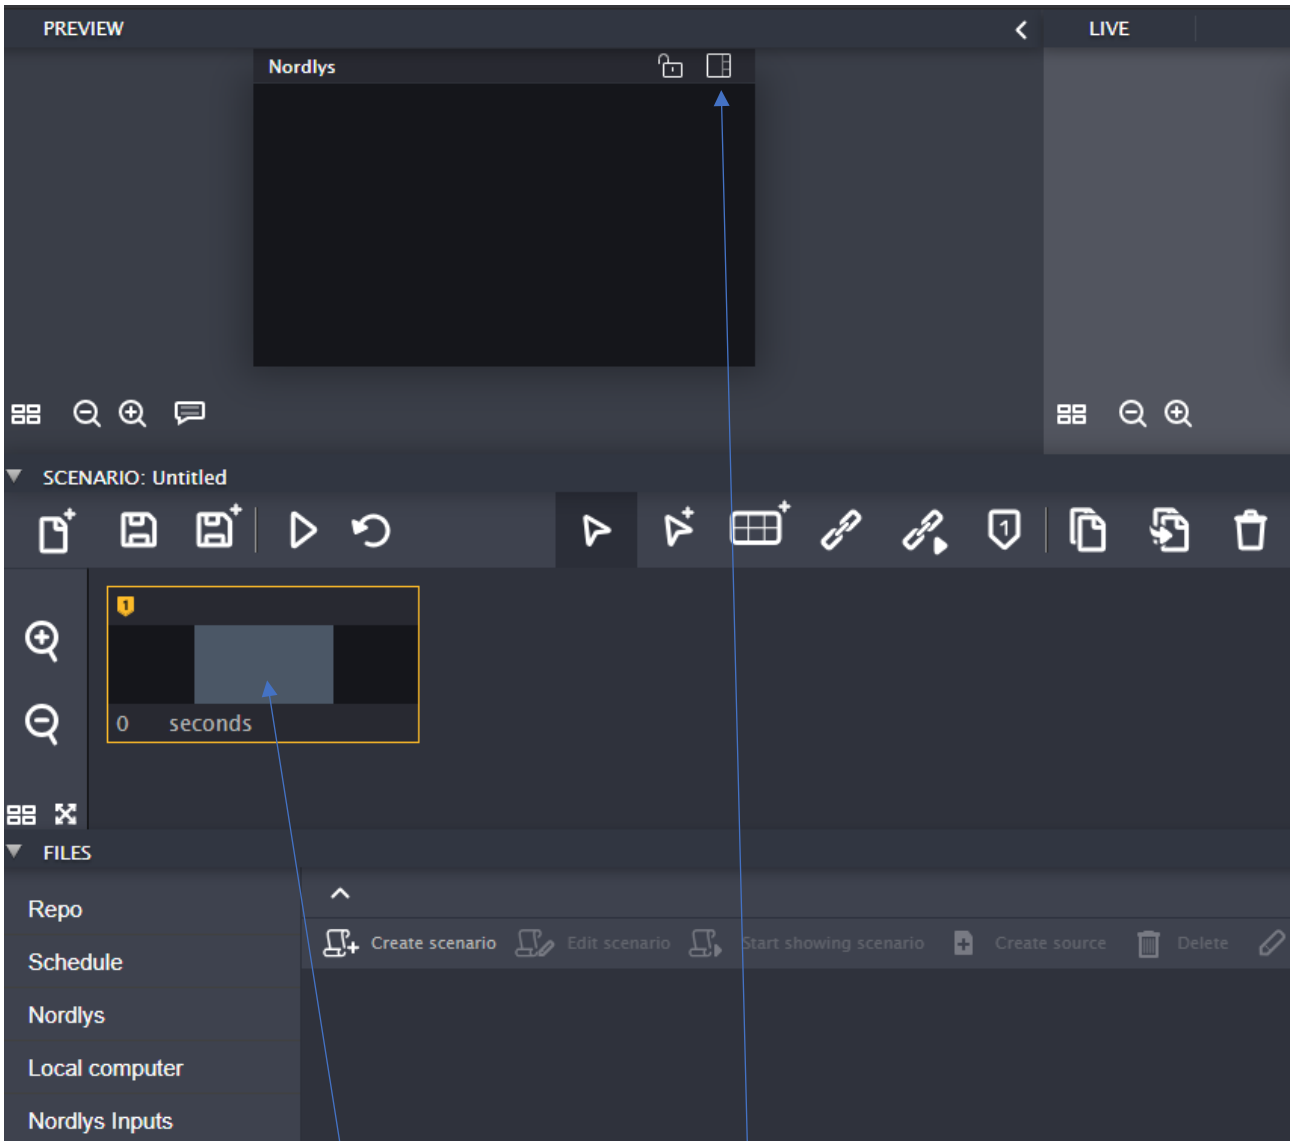 PREVIEW
LIVE
Nordlys
SCENARIO: Untitled
1
1
0 seconds
FILES
Repo
Schedule
Nordlys
Local computer
Nordlys Inputs
Create scenario Edit scenario Start showing scenario Create source Delete